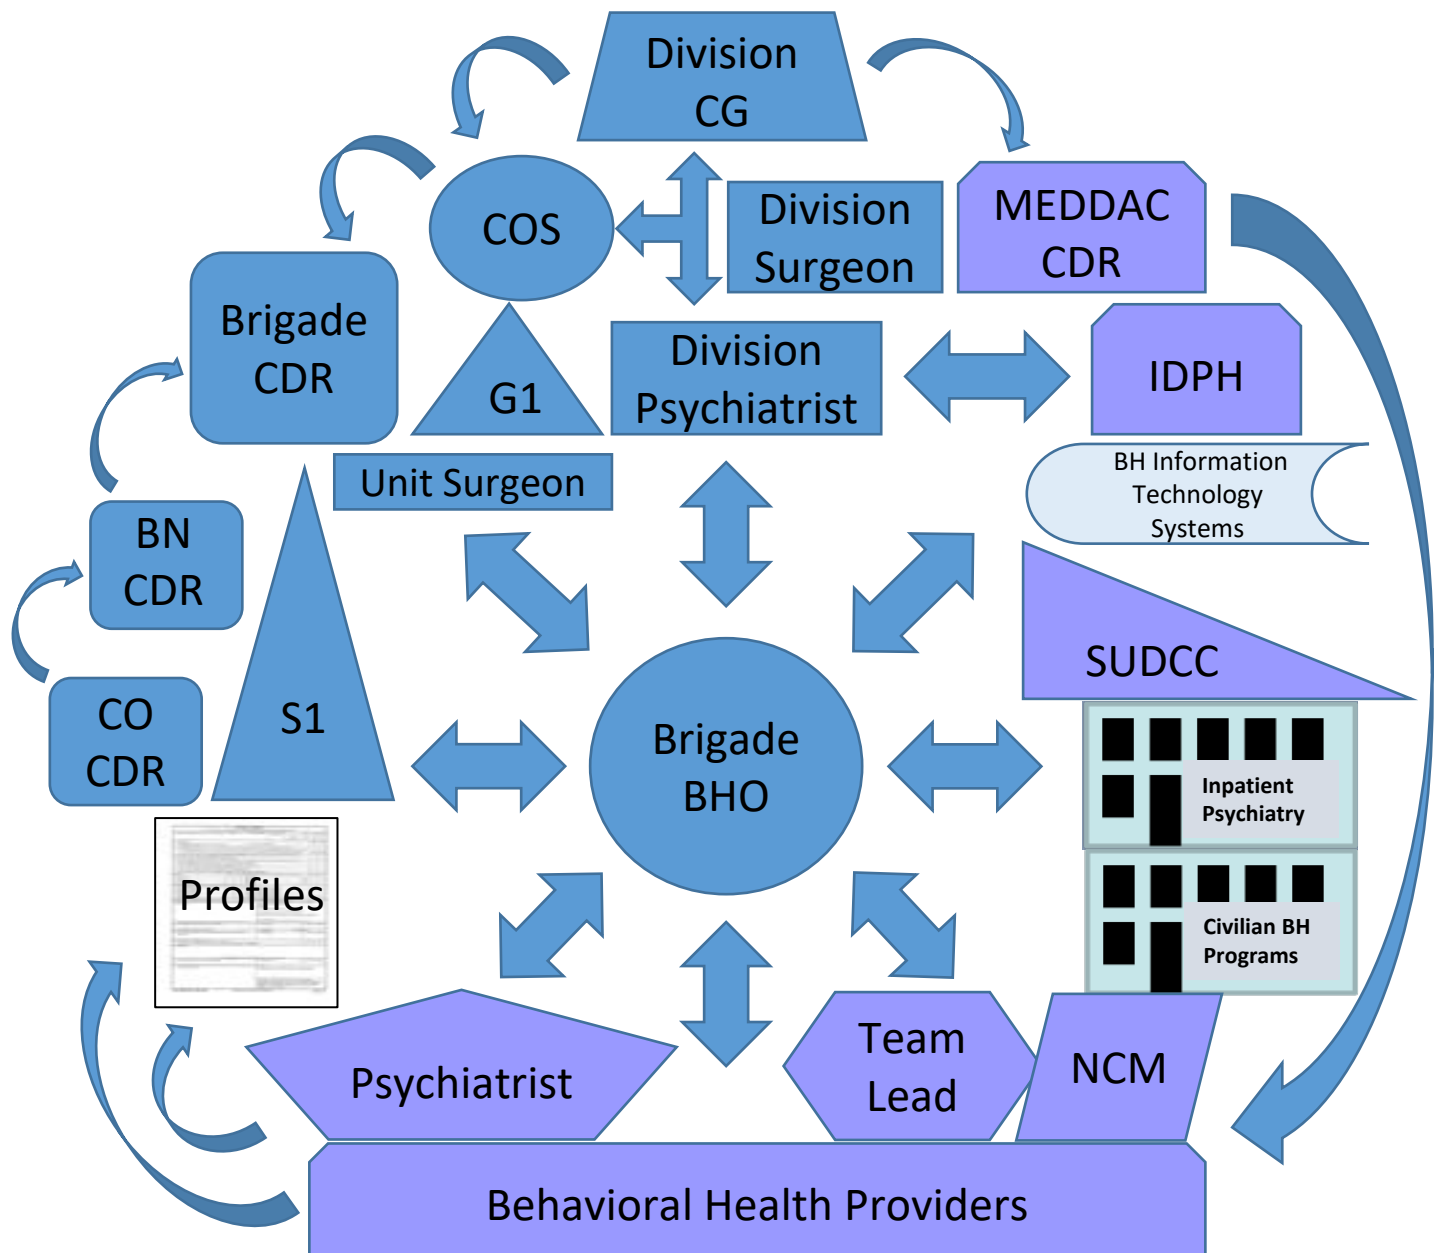 Division
CG
COS
Division
Surgeon
MEDDAC
CDR
Brigade
CDR
G1
Division
Psychiatrist
IDPH
Unit Surgeon
BH Information
Technology
Systems
BN
CDR
S1
SUDCC
CO
CDR
Brigade
BHO
Inpatient
Psychiatry
Profiles
Civilian BH
Programs
Psychiatrist
Team
Lead
NCM
Behavioral Health Providers